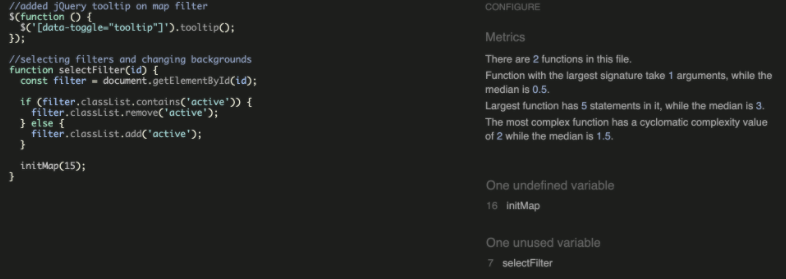 //added jQuery tooltip on map filter
$(function () {
  $('[data-toggle="tooltip"]').tooltip();
});
//selecting filters and changing backgrounds
function selectFilter(id) {
  const filter = document.getElementById(id);
  if (filter.classList.contains('active')) {
    filter.classList.remove('active');
  } else {
    filter.classList.add('active');
  }
  initMap(15);
}
CONFIGURE
Metrics
There are 2 functions in this file.
Function with the largest signature take 1 arguments, while the
median is 0.5.
Largest function has 5 statements in it, while the median is 3.
The most complex function has a cyclomatic complexity value
of 2 while the median is 1.5.
One undefined variable
16 initMap
One unused variable
7 selectFilter